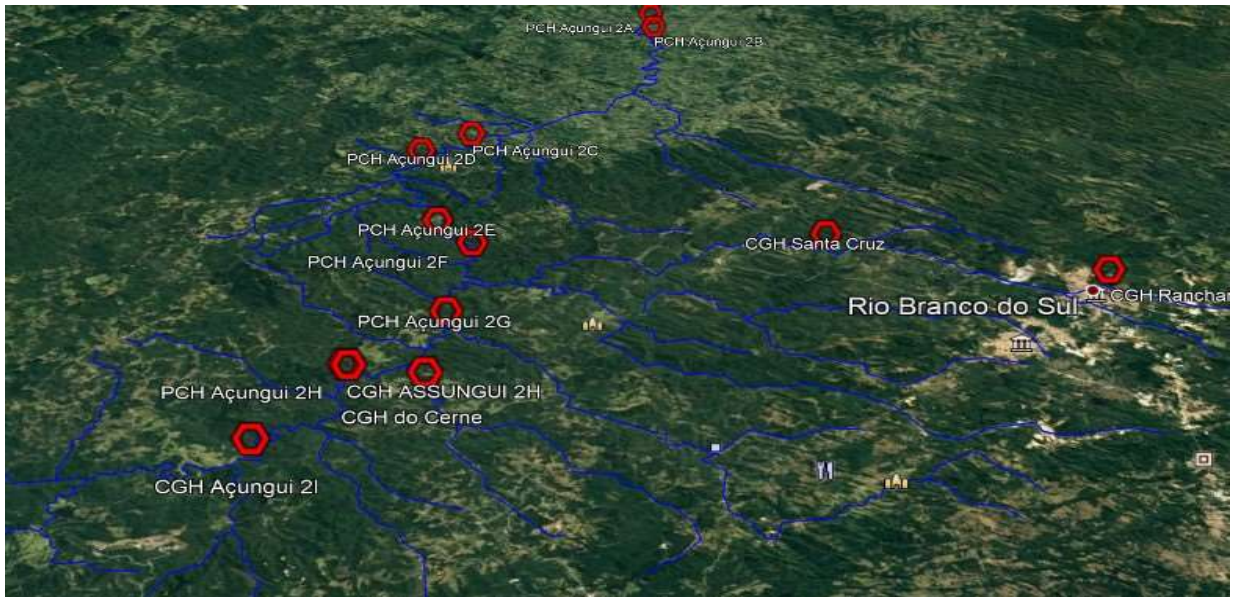 PCH Açungui 2A
PCH Açungui 2B
PCH Açungui 2C
PCH Açungui 2D
PCH Açungui 2E
CGH Santa Cruz
PCH Açungui 2F
CGH Ranchar
Rio Branco do Sul
PCH Açungui 2G
PCH Açungui 2H
CGH ASSUNGUI 2H
CGH do Cerne
CGH Açungui 2I